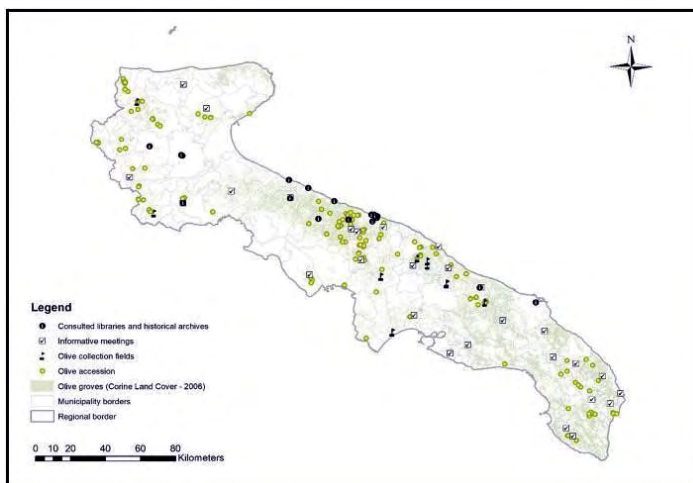 N
Legend
Consulted libraries and historical archives
Informative meetings
Olive collection fields
Olive accession
Olive groves (Corine Land Cover - 2006)
Municipality borders
Regional border
0 10 20 40 60 80
Kilometers